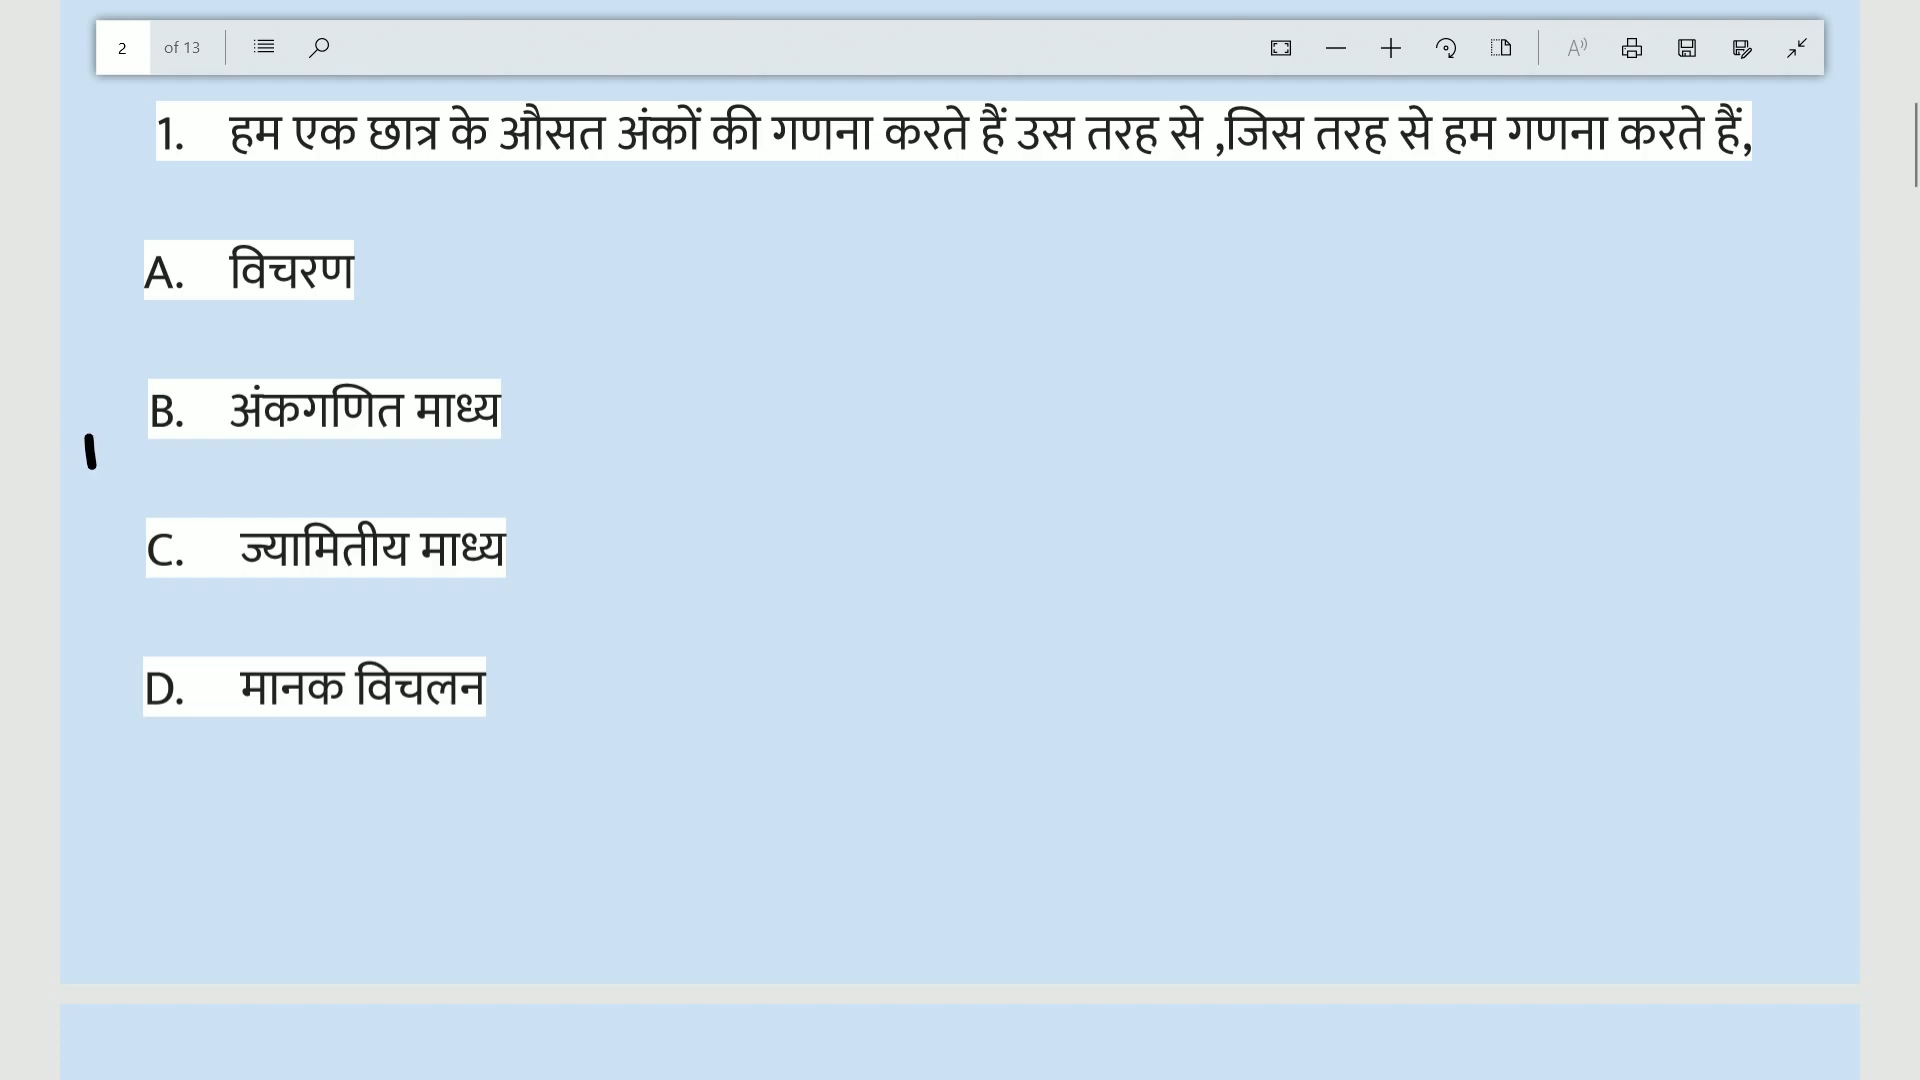 2 of 13
1. हम एक छात्र के औसत अंकों की गणना करते हैं उस तरह से ,जिस तरह से हम गणना करते हैं,
A. विचरण
B. अंकगणित माध्य
C. ज्यामितीय माध्य
D. मानक विचलन